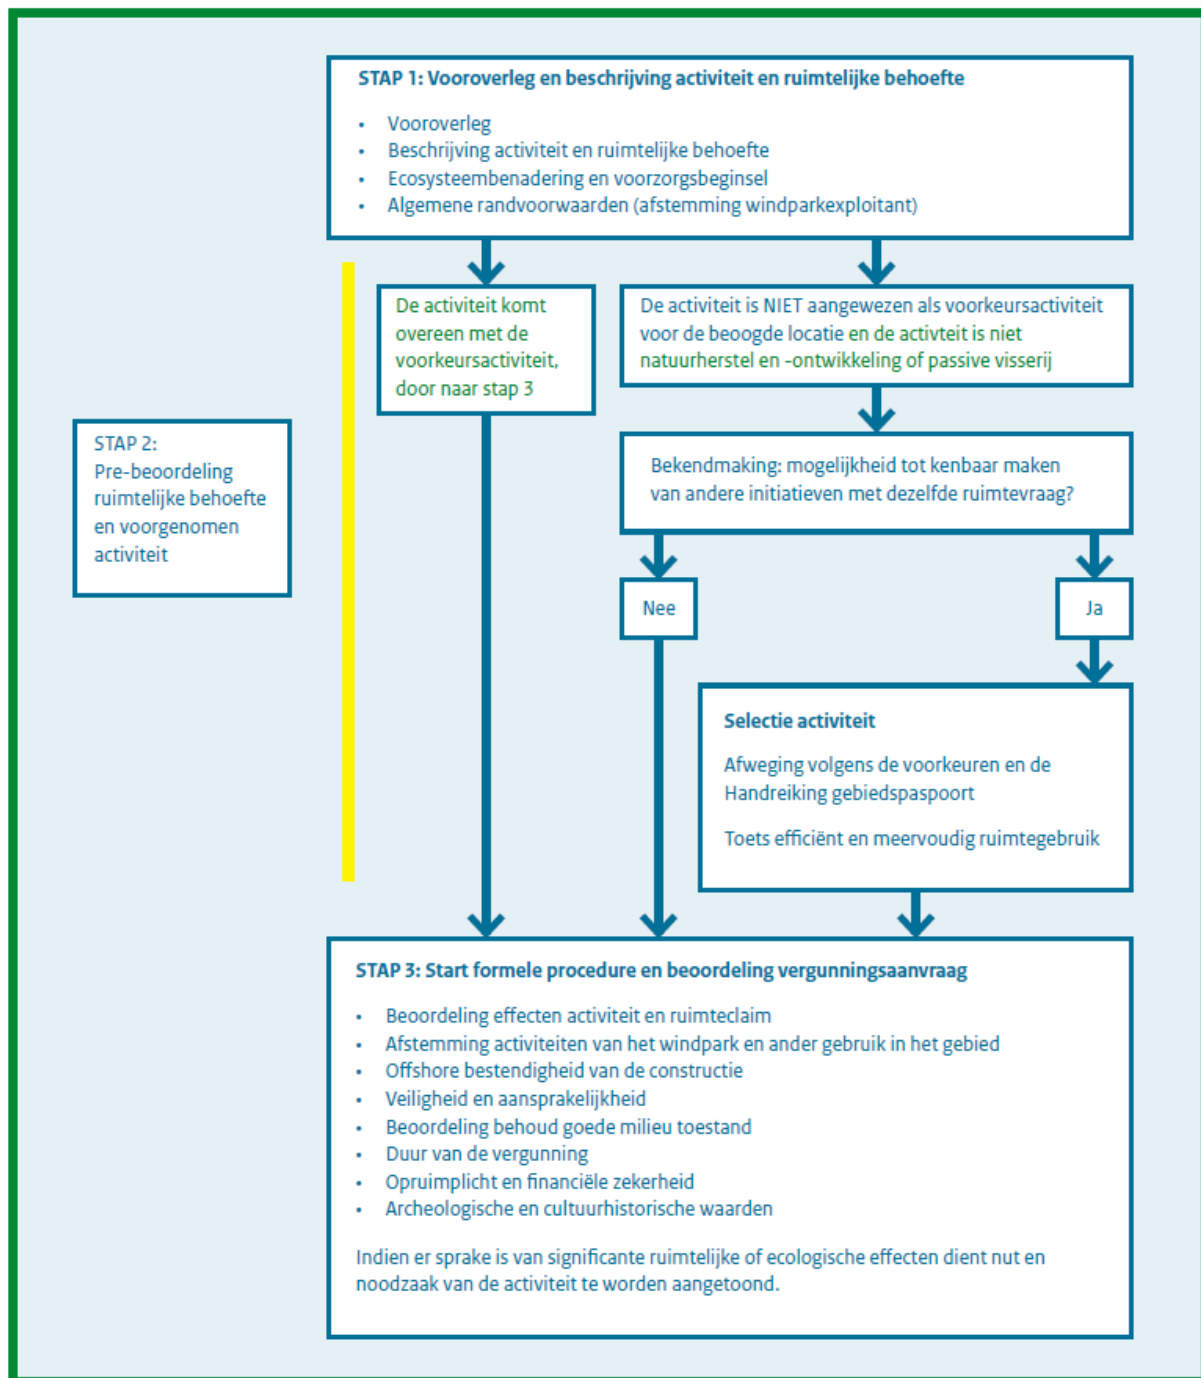 STAP 1: Vooroverleg en beschrijving activiteit en ruimtelijke behoefte
• Vooroverleg
• Beschrijving activiteit en ruimtelijke behoefte
• Ecosysteembenadering en voorzorgsbeginsel
• Algemene randvoorwaarden (afstemming windparkexploitant)
STAP 2:
Pre-beoordeling
ruimtelijke behoefte
en voorgenomen
activiteit
De activiteit komt
overeen met de
voorkeursactiviteit,
door naar stap 3
De activiteit is NIET aangewezen als voorkeursactiviteit
voor de beoogde locatie en de activteit is niet
natuurherstel en -ontwikkeling of passive visserij
Bekendmaking: mogelijkheid tot kenbaar maken
van andere initiatieven met dezelfde ruimtevraag?
Nee
Ja
Selectie activiteit
Afweging volgens de voorkeuren en de
Handreiking gebiedspaspoort
Toets efficiënt en meervoudig ruimtegebruik
STAP 3: Start formele procedure en beoordeling vergunningsaanvraag
• Beoordeling effecten activiteit en ruimteclaim
• Afstemming activiteiten van het windpark en ander gebruik in het gebied
• Offshore bestendigheid van de constructie
• Veiligheid en aansprakelijkheid
• Beoordeling behoud goede milieu toestand
• Duur van de vergunning
• Opruimplicht en financiële zekerheid
• Archeologische en cultuurhistorische waarden
Indien er sprake is van significante ruimtelijke of ecologische effecten dient nut en
noodzaak van de activiteit te worden aangetoond.